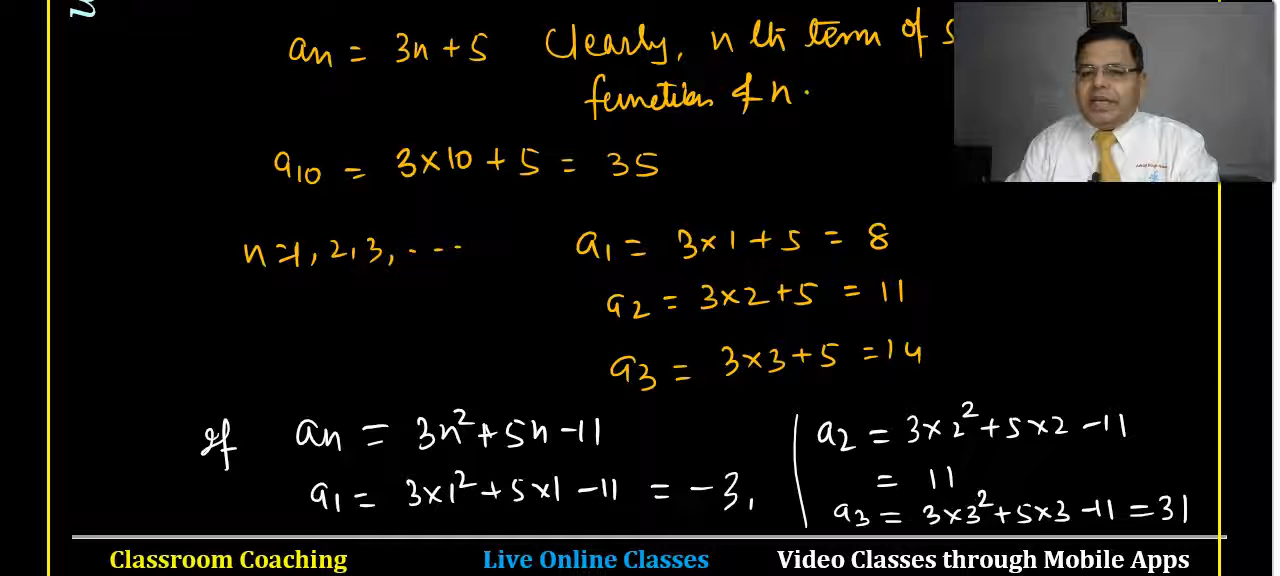 an = 3n + 5 Clearly, n th term of
function of n.
a10 = 3×10 + 5 = 35
n = 1, 2, 3, ....
a1 = 3×1 + 5 = 8
a2 = 3×2 + 5 = 11
a3 = 3×3 + 5 = 14
If an = 3n² + 5n - 11
a1 = 3×1² + 5×1 - 11 = -3,
a2 = 3×2² + 5×2 - 11
= 11
a3 = 3×3² + 5×3 - 11 = 31
Classroom Coaching Live Online Classes Video Classes through Mobile Apps